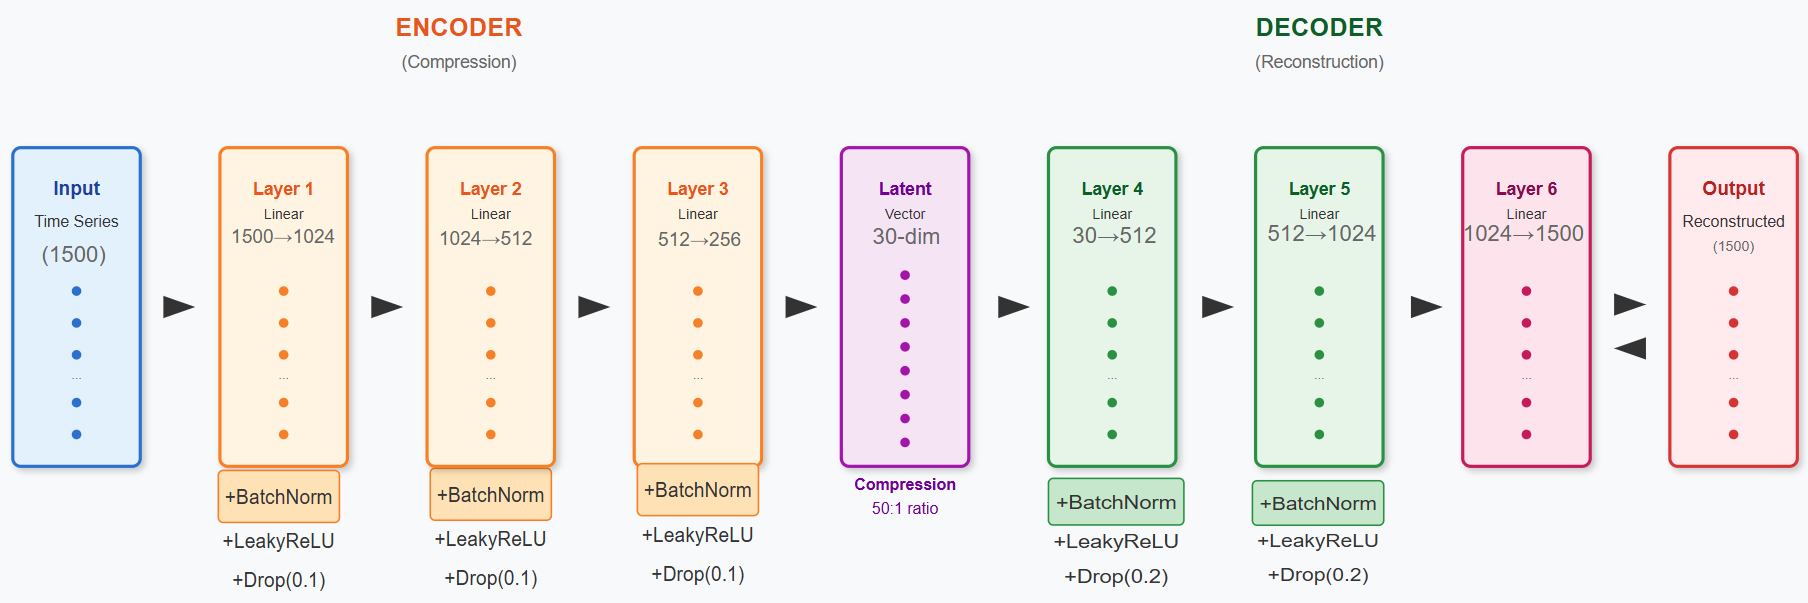 ENCODER
(Compression)
DECODER
(Reconstruction)
Input
Time Series
(1500)
...
Layer 1
Linear
1500→1024
...
+BatchNorm
+LeakyReLU
+Drop(0.1)
Layer 2
Linear
1024→512
...
+BatchNorm
+LeakyReLU
+Drop(0.1)
Layer 3
Linear
512→256
...
+BatchNorm
+LeakyReLU
+Drop(0.1)
Latent
Vector
30-dim
Compression
50:1 ratio
Layer 4
Linear
30→512
...
+BatchNorm
+LeakyReLU
+Drop(0.2)
Layer 5
Linear
512→1024
...
+BatchNorm
+LeakyReLU
+Drop(0.2)
Layer 6
Linear
1024→1500
...
Output
Reconstructed
(1500)
...